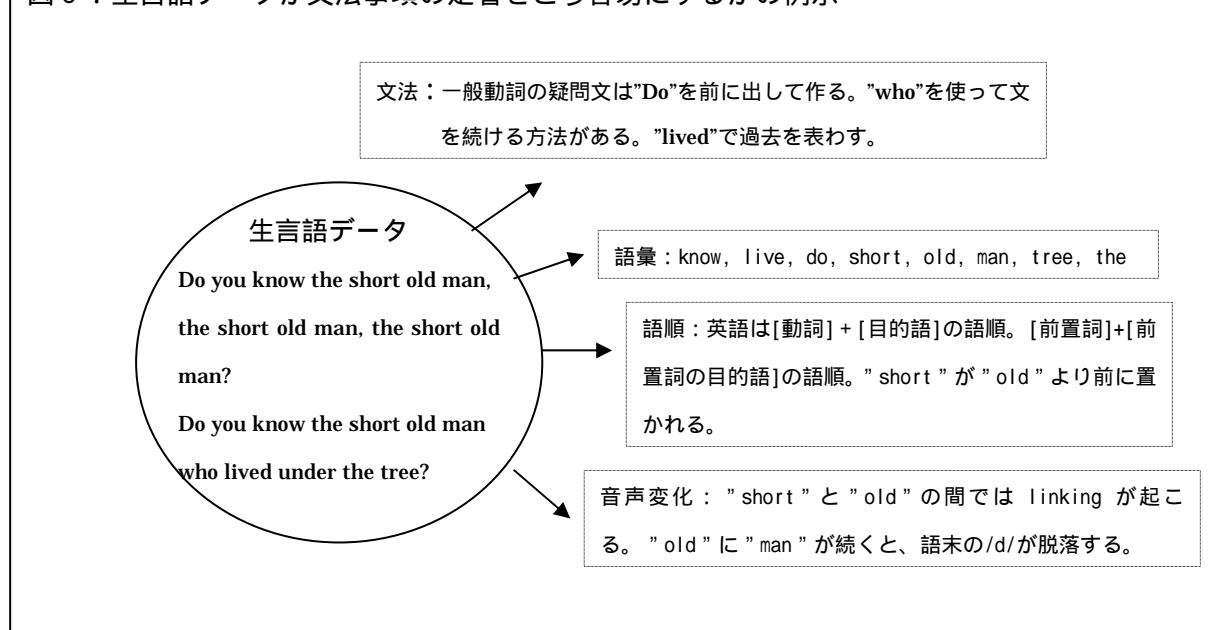 文法：一般動詞の疑問文は”Do”を前に出して作る。”who”を使って文
を続ける方法がある。”lived”で過去を表わす。
生言語データ
Do you know the short old man,
the short old man, the short old
man?
Do you know the short old man
who lived under the tree?
語彙：know, live, do, short, old, man, tree, the
語順：英語は[動詞]＋[目的語]の語順。[前置詞]+[前
置詞の目的語]の語順。”short”が”old”より前に置
かれる。
音声変化：”short”と”old”の間では linking が起こ
る。”old”に”man”が続くと、語末の/d/が脱落する。